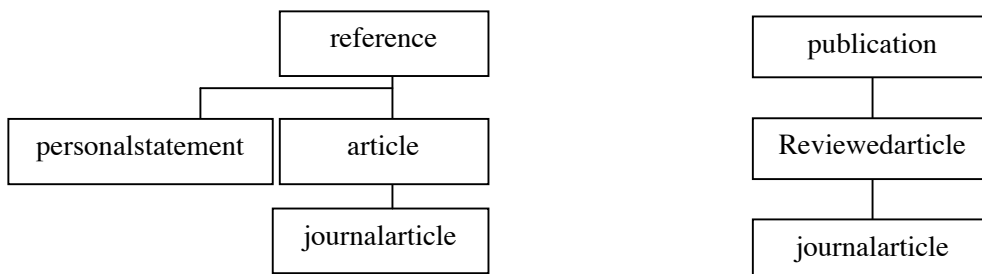 reference
publication
personalstatement
article
Reviewedarticle
journalarticle
journalarticle